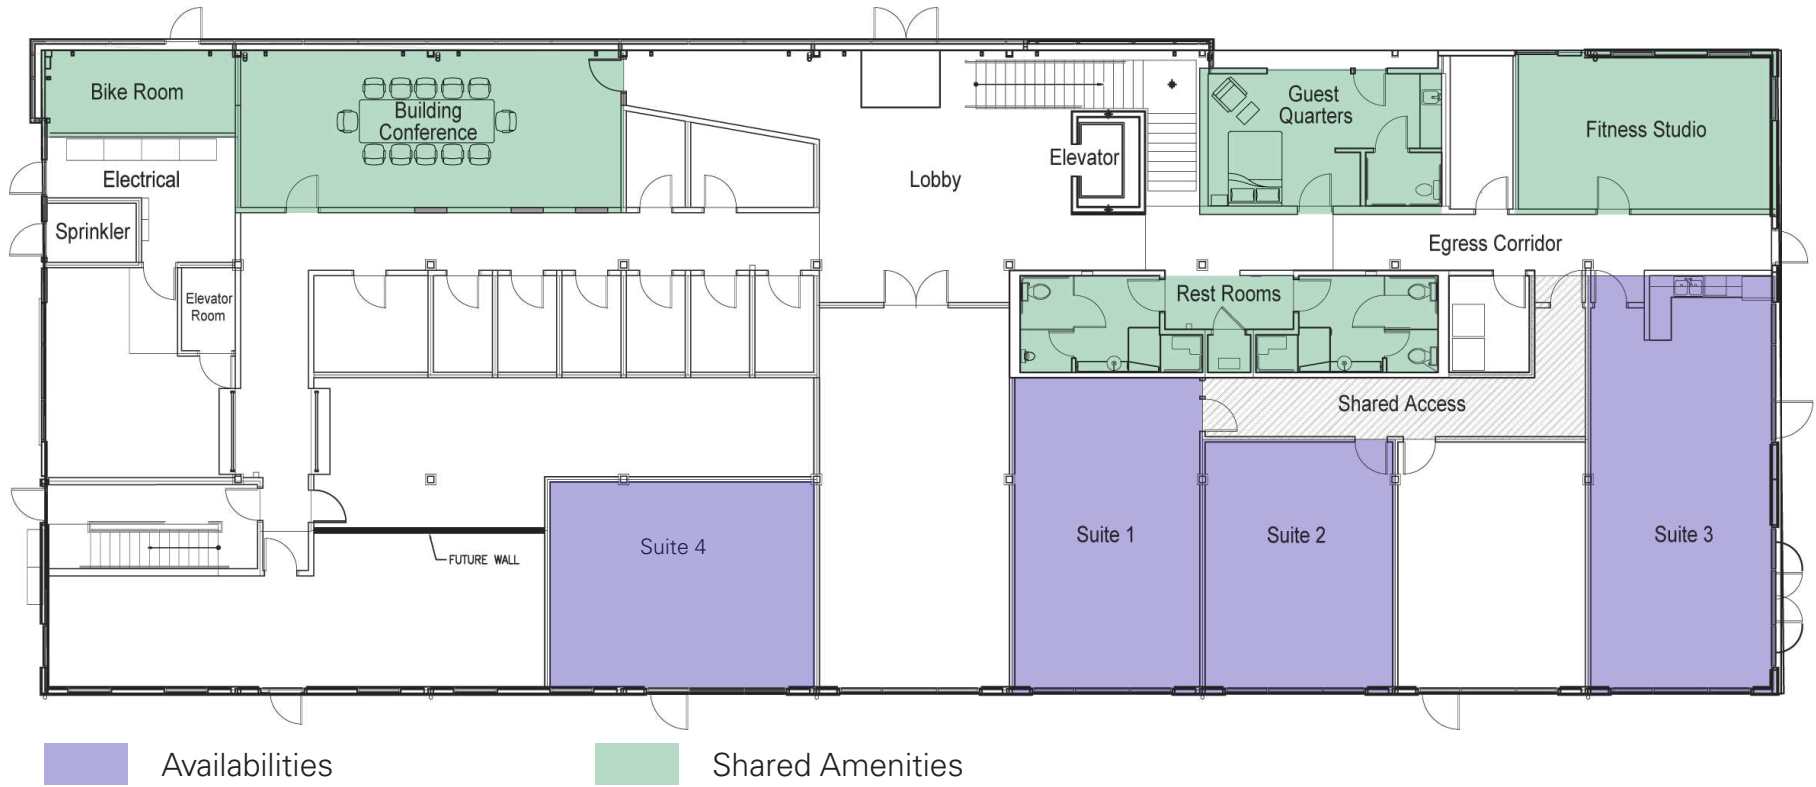 Bike Room
Building
Conference
Guest
Quarters
Fitness Studio
Electrical
Lobby
Elevator
Sprinkler
Egress Corridor
Elevator
Room
Rest Rooms
Shared Access
Suite 4
Suite 1
Suite 2
Suite 3
FUTURE WALL
Availabilities
Shared Amenities